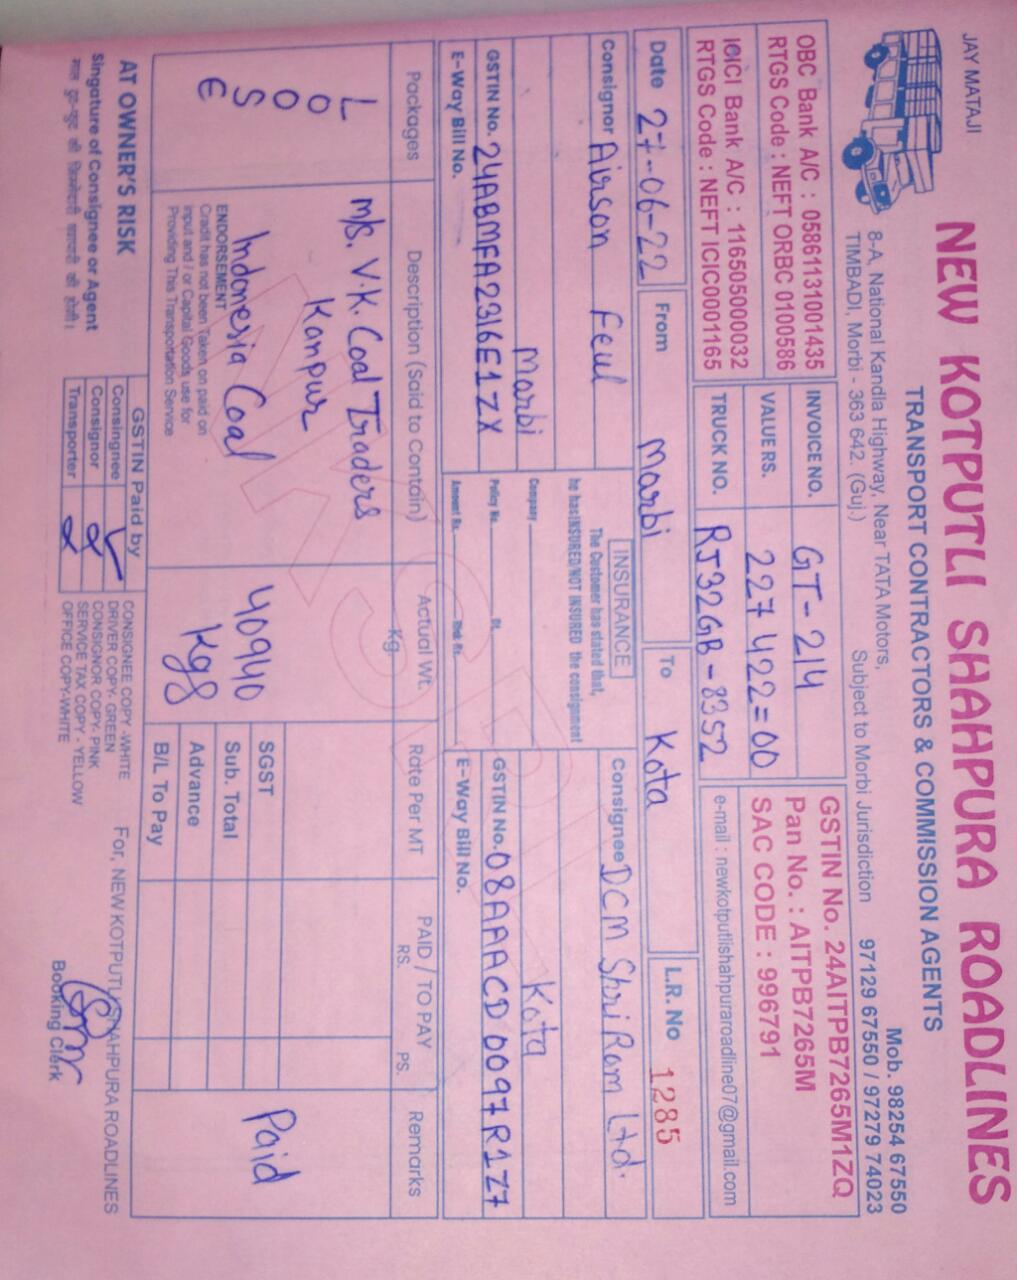 JAY MATAJI
NEW KOTPUTLI SHAHPURA ROADLINES
TRANSPORT CONTRACTORS & COMMISSION AGENTS
Mob. 98254 67550
8-A, National Kandla Highway, Near TATA Motors,
TIMBADI, Morbi - 363 642. (Guj.)
Subject to Morbi Jurisdiction
97129 67550 / 97279 74023
OBC Bank A/C : 05861131001435
RTGS Code : NEFT ORBC 0100586
ICICI Bank A/C : 116505000032
RTGS Code : NEFT ICIC0001165
INVOICE NO. GT-214
VALUE RS. 227422=00
TRUCK NO. RJ32GB-8352
GSTIN No. 24AITPB7265M1ZQ
Pan No. : AITPB7265M
SAC CODE : 996791
e-mail : newkotputlishahpuraroadline07@gmail.com
Date 27-06-22 From Marbi To Kota L.R. No 1285
Consignor Airson Feul
Marbi
GSTIN No. 24ABMFA2316E1ZX
E-Way Bill No.
INSURANCE
The Customer has stated that,
he has INSURED/NOT INSURED the consignment
Company
Policy No. Dt.
Amount Rs. Risk Rs.
Consignee DCM Shri Ram Ltd.
Kota
GSTIN No. 08AAACD0097R1Z7
E-Way Bill No.
Packages Description (Said to Contain) Actual Wt. Kg. Rate Per MT PAID / TO PAY RS. PS. Remarks
LOOSE
M/s. V.K. Coal Traders
Kanpur
Indonesia Coal
40940
Kgs
Paid
ENDORSEMENT
Cradit has not been Taken on paid on
input and / or Capital Goods use for
Providing This Transportation Service
SGST
Sub. Total
Advance
B/L To Pay
AT OWNER'S RISK
Singature of Consignee or Agent
माल टूट-फूट की जिम्मेदारी व्यापारी की होगी।
GSTIN Paid by
Consingnee
Consignor
Transporter
CONSIGNEE COPY -WHITE
DRIVER COPY- GREEN
CONSIGNOR COPY- PINK
SERVICE TAX COPY - YELLOW
OFFICE COPY-WHITE
For, NEW KOTPUTLI SHAHPURA ROADLINES
Booking Clerk